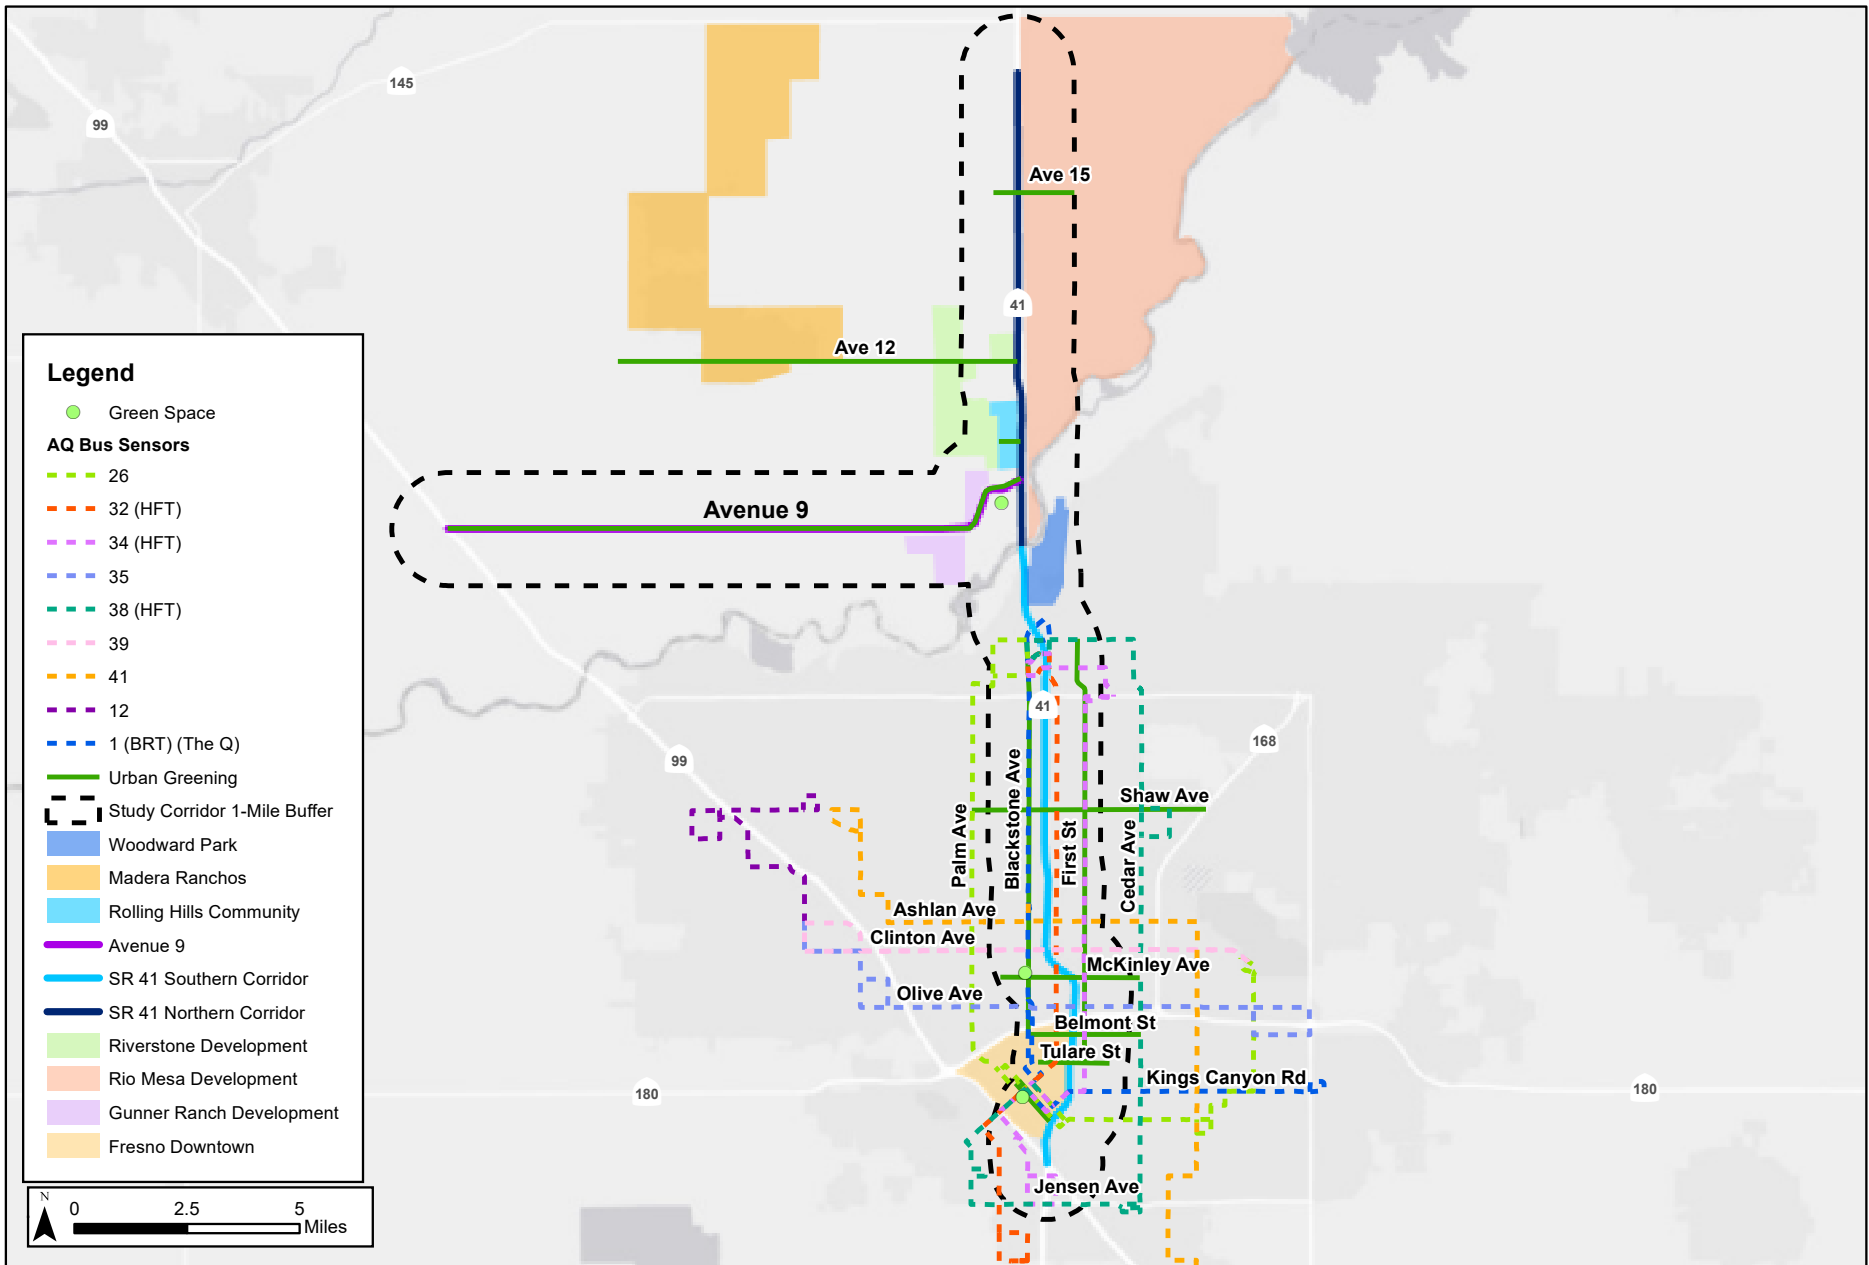 145
99
Ave 15
41
Ave 12
Avenue 9
Legend
Green Space
AQ Bus Sensors
26
32 (HFT)
34 (HFT)
35
38 (HFT)
39
41
12
1 (BRT) (The Q)
Urban Greening
Study Corridor 1-Mile Buffer
Woodward Park
Madera Ranchos
Rolling Hills Community
Avenue 9
SR 41 Southern Corridor
SR 41 Northern Corridor
Riverstone Development
Rio Mesa Development
Gunner Ranch Development
Fresno Downtown
N
0 2.5 5
Miles
41
168
99
Shaw Ave
Palm Ave
Blackstone Ave
First St
Cedar Ave
Ashlan Ave
Clinton Ave
McKinley Ave
Olive Ave
Belmont St
Tulare St
Kings Canyon Rd
180
180
Jensen Ave